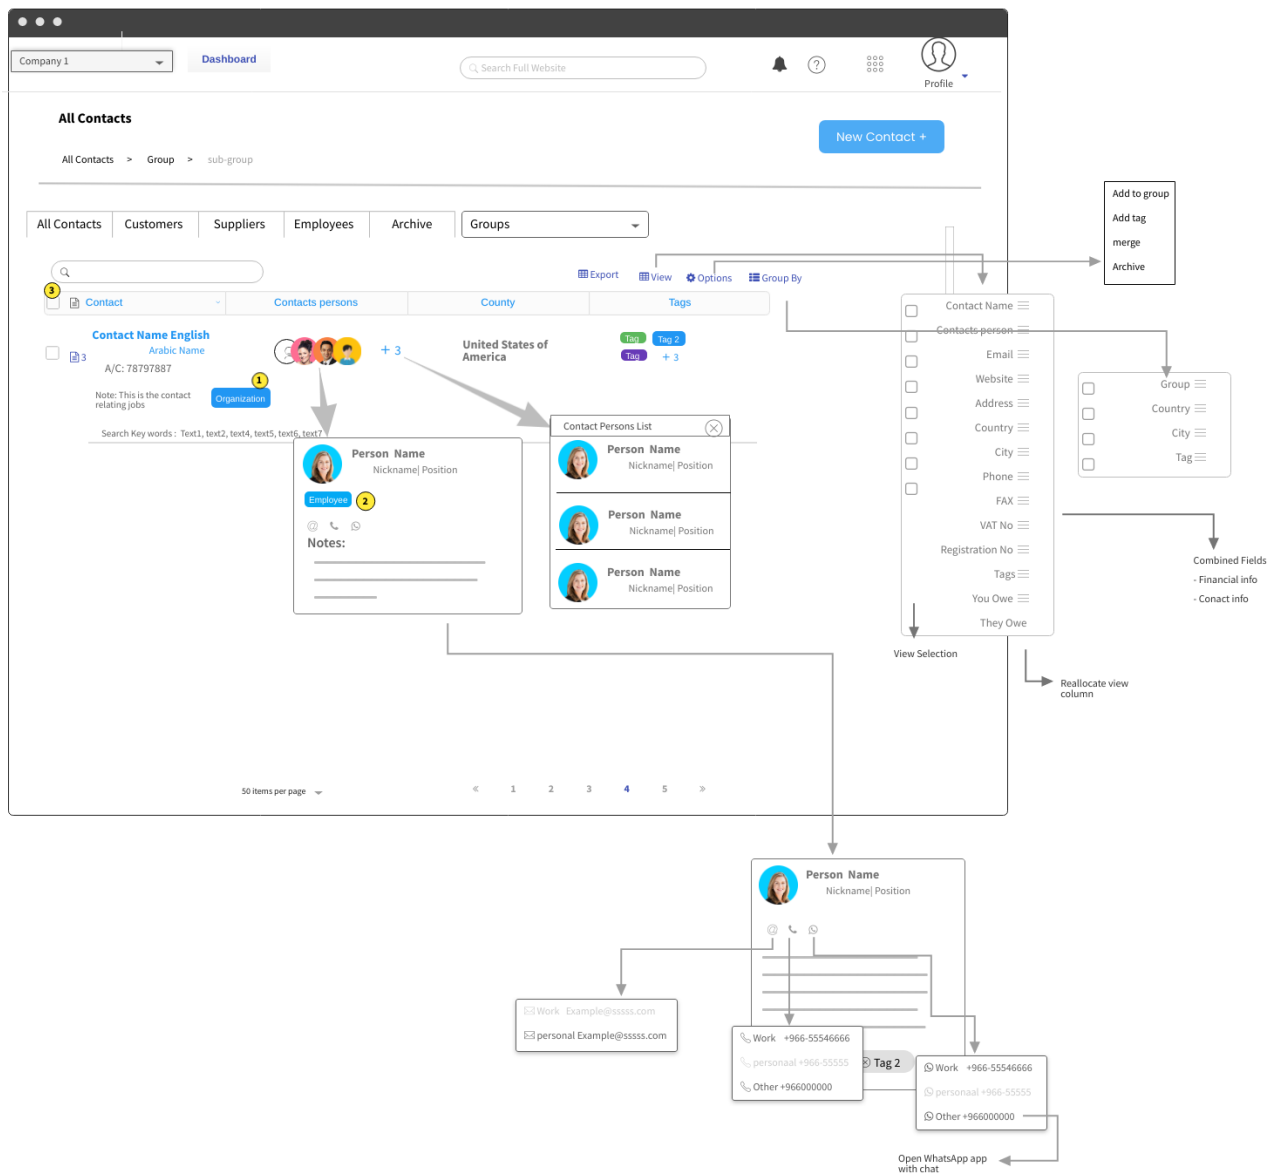 Company 1
Dashboard
Search Full Website
?
Profile
All Contacts
New Contact +
All Contacts > Group > sub-group
All Contacts
Customers
Suppliers
Employees
Archive
Groups
Export
View
Options
Group By
3
Contact
Contacts persons
County
Tags
Contact Name English
Arabic Name
3
A/C: 78797887
+ 3
United States of
America
Tag
Tag 2
Tag
+ 3
1
Note: This is the contact
relating jobs
Organization
Search Key words : Text1, text2, text4, text5, text6, text7
Person Name
Nickname| Position
Employee
2
@
Notes:
Contact Persons List
Person Name
Nickname| Position
Person Name
Nickname| Position
Person Name
Nickname| Position
50 items per page
« 1 2 3 4 5 »
Add to group
Add tag
merge
Archive
Contact Name
Contacts person
Email
Website
Address
Country
City
Phone
FAX
VAT No
Registration No
Tags
You Owe
They Owe
Group
Country
City
Tag
Combined Fields
- Financial info
- Conact info
View Selection
Reallocate view
column
Person Name
Nickname| Position
@
Work Example@sssss.com
personal Example@sssss.com
Work +966-55546666
personaal +966-55555
Other +966000000
Tag 2
Work +966-55546666
personaal +966-55555
Other +966000000
Open WhatsApp app
with chat